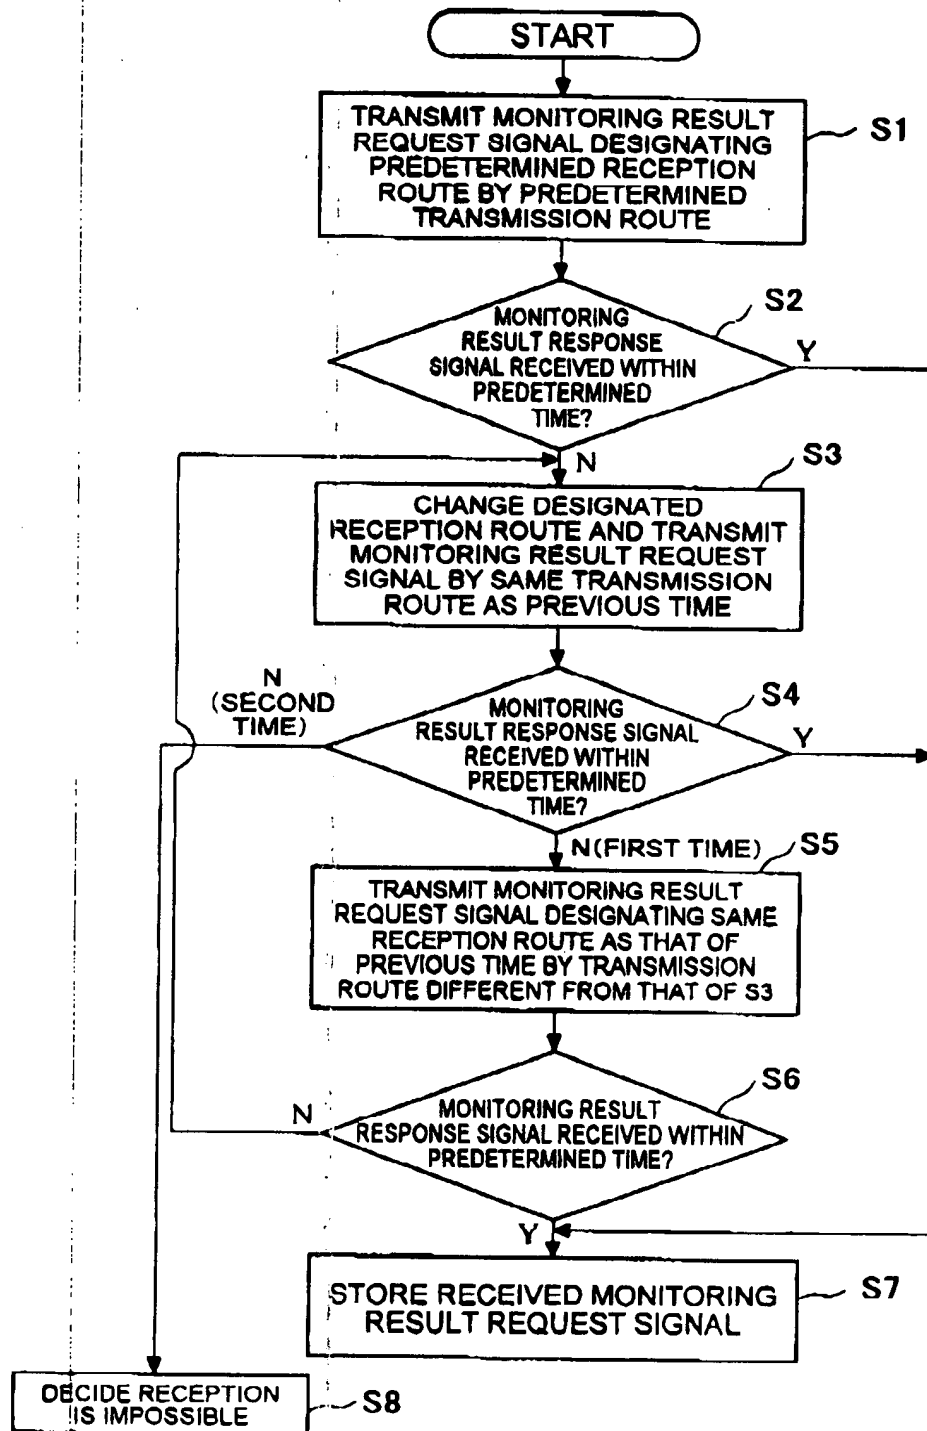 START
TRANSMIT MONITORING RESULT
REQUEST SIGNAL DESIGNATING
PREDETERMINED RECEPTION
ROUTE BY PREDETERMINED
TRANSMISSION ROUTE
S1
MONITORING
RESULT RESPONSE
SIGNAL RECEIVED WITHIN
PREDETERMINED
TIME?
S2
Y
N
S3
CHANGE DESIGNATED
RECEPTION ROUTE AND TRANSMIT
MONITORING RESULT REQUEST
SIGNAL BY SAME TRANSMISSION
ROUTE AS PREVIOUS TIME
N
(SECOND
TIME)
MONITORING
RESULT RESPONSE SIGNAL
RECEIVED WITHIN
PREDETERMINED
TIME?
S4
Y
N(FIRST TIME)
S5
TRANSMIT MONITORING RESULT
REQUEST SIGNAL DESIGNATING SAME
RECEPTION ROUTE AS THAT OF
PREVIOUS TIME BY TRANSMISSION
ROUTE DIFFERENT FROM THAT OF S3
S6
N
MONITORING RESULT
RESPONSE SIGNAL RECEIVED WITHIN
PREDETERMINED TIME?
Y
STORE RECEIVED MONITORING
RESULT REQUEST SIGNAL
S7
DECIDE RECEPTION
IS IMPOSSIBLE
S8